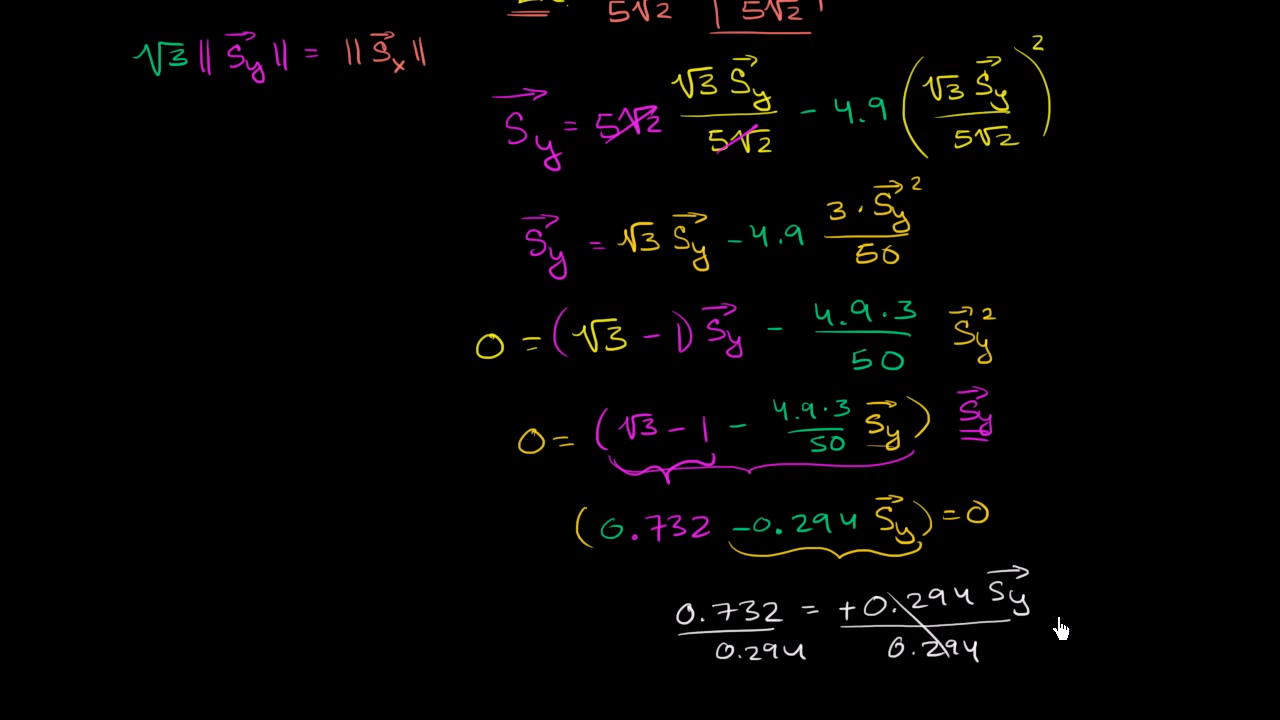 5√2 5√2
√3 ||S⃗y|| = ||S⃗x||
S⃗y = 5√2 √3 S⃗y / 5√2 - 4.9 (√3 S⃗y / 5√2)²
S⃗y = √3 S⃗y - 4.9 3 · S⃗y² / 50
0 = (√3 - 1) S⃗y - 4.9 · 3 / 50 S⃗y²
0 = (√3 - 1 - 4.9 · 3 / 50 S⃗y) S⃗y
(0.732 - 0.294 S⃗y) = 0
0.732 / 0.294 = +0.294 S⃗y / 0.294